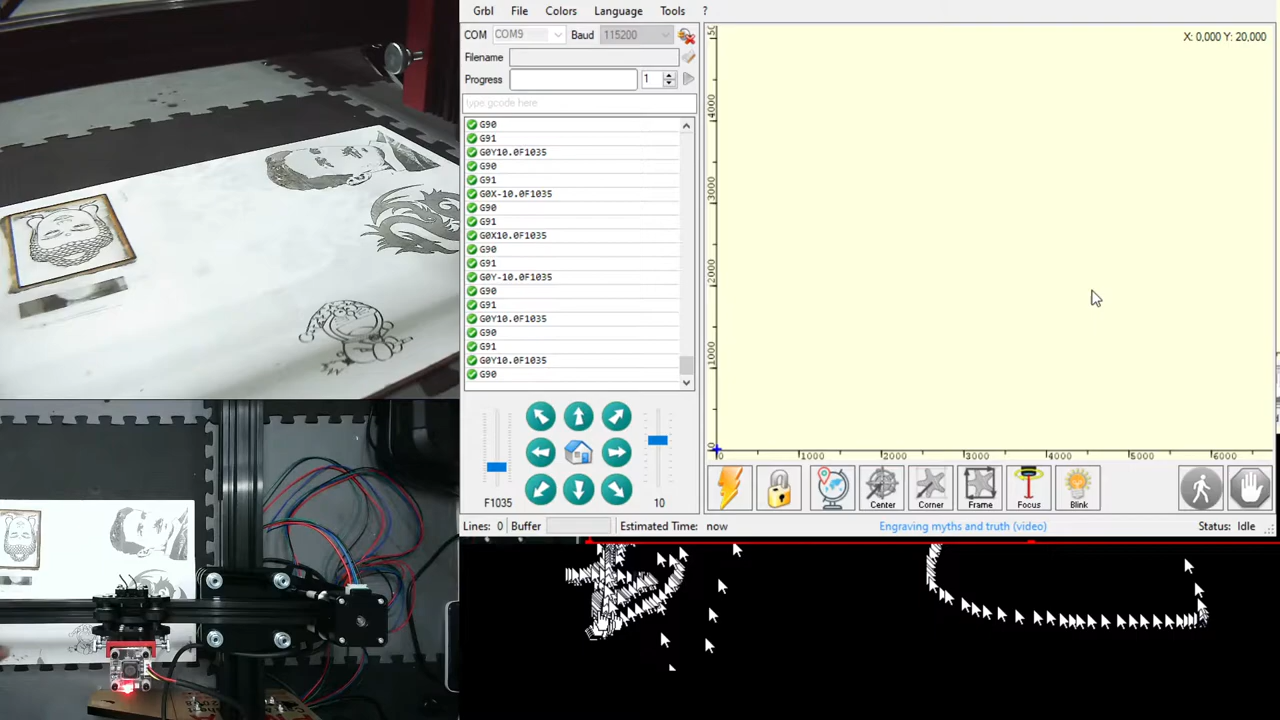 Grbl File Colors Language Tools ?
COM COM9 Baud 115200
Filename
Progress 1
type gcode here
G90
G91
G0Y10.0F1035
G90
G91
G0X-10.0F1035
G90
G91
G0X10.0F1035
G90
G91
G0Y-10.0F1035
G90
G91
G0Y10.0F1035
G90
G91
G0Y10.0F1035
G90
F1035
10
X: 0,000 Y: 20,000
4000
3000
2000
1000
0
0 1000 2000 3000 4000 5000 6000
Center Corner Frame Focus Blink
Lines: 0 Buffer Estimated Time: now Engraving myths and truth (video) Status: Idle